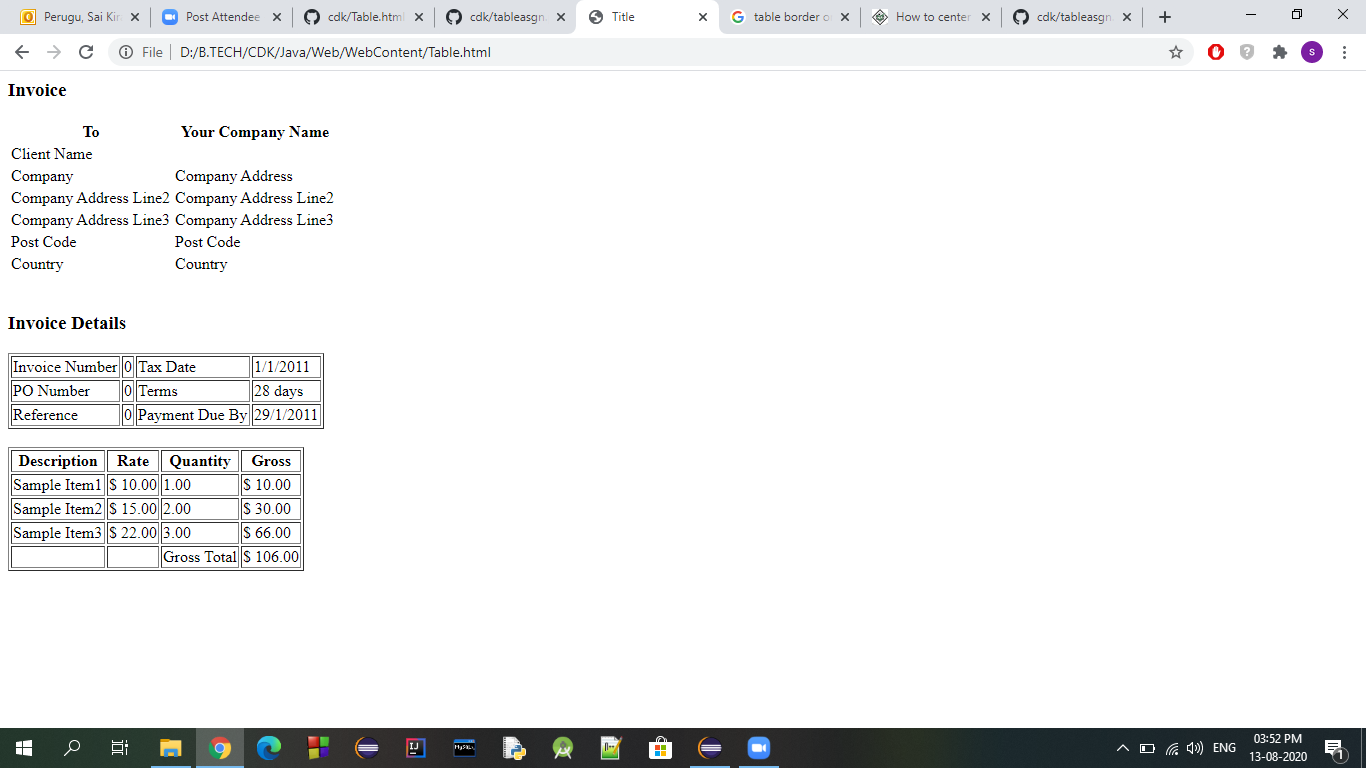 Perugu, Sai Kir
Post Attendee
cdk/Table.html
cdk/tableasgn.
Title
table border o
How to center
cdk/tableasgn.
File
D:/B.TECH/CDK/Java/Web/WebContent/Table.html
S
Invoice
To Your Company Name
Client Name
Company Company Address
Company Address Line2 Company Address Line2
Company Address Line3 Company Address Line3
Post Code Post Code
Country Country
Invoice Details
Invoice Number 0 Tax Date 1/1/2011
PO Number 0 Terms 28 days
Reference 0 Payment Due By 29/1/2011
Description Rate Quantity Gross
Sample Item1 $ 10.00 1.00 $ 10.00
Sample Item2 $ 15.00 2.00 $ 30.00
Sample Item3 $ 22.00 3.00 $ 66.00
Gross Total $ 106.00
IJ
MySQL
ENG
03:52 PM
13-08-2020
1